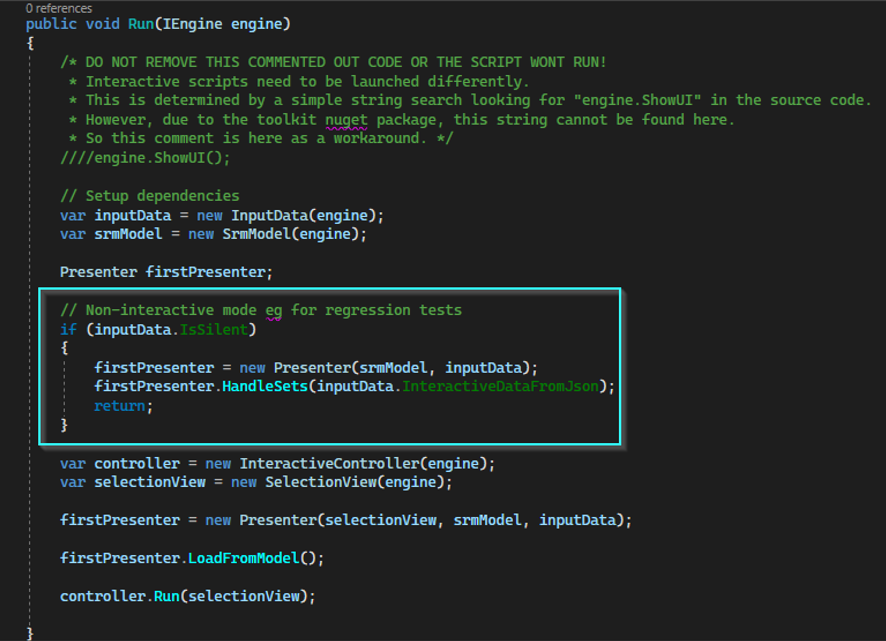 0 references
public void Run(IEngine engine)
{
/* DO NOT REMOVE THIS COMMENTED OUT CODE OR THE SCRIPT WONT RUN!
* Interactive scripts need to be launched differently.
* This is determined by a simple string search looking for "engine.ShowUI" in the source code.
* However, due to the toolkit nuget package, this string cannot be found here.
* So this comment is here as a workaround. */
////engine.ShowUI();
// Setup dependencies
var inputData = new InputData(engine);
var srmModel = new SrmModel(engine);
Presenter firstPresenter;
// Non-interactive mode eg for regression tests
if (inputData.IsSilent)
{
firstPresenter = new Presenter(srmModel, inputData);
firstPresenter.HandleSets(inputData.InteractiveDataFromJson);
return;
}
var controller = new InteractiveController(engine);
var selectionView = new SelectionView(engine);
firstPresenter = new Presenter(selectionView, srmModel, inputData);
firstPresenter.LoadFromModel();
controller.Run(selectionView);
}